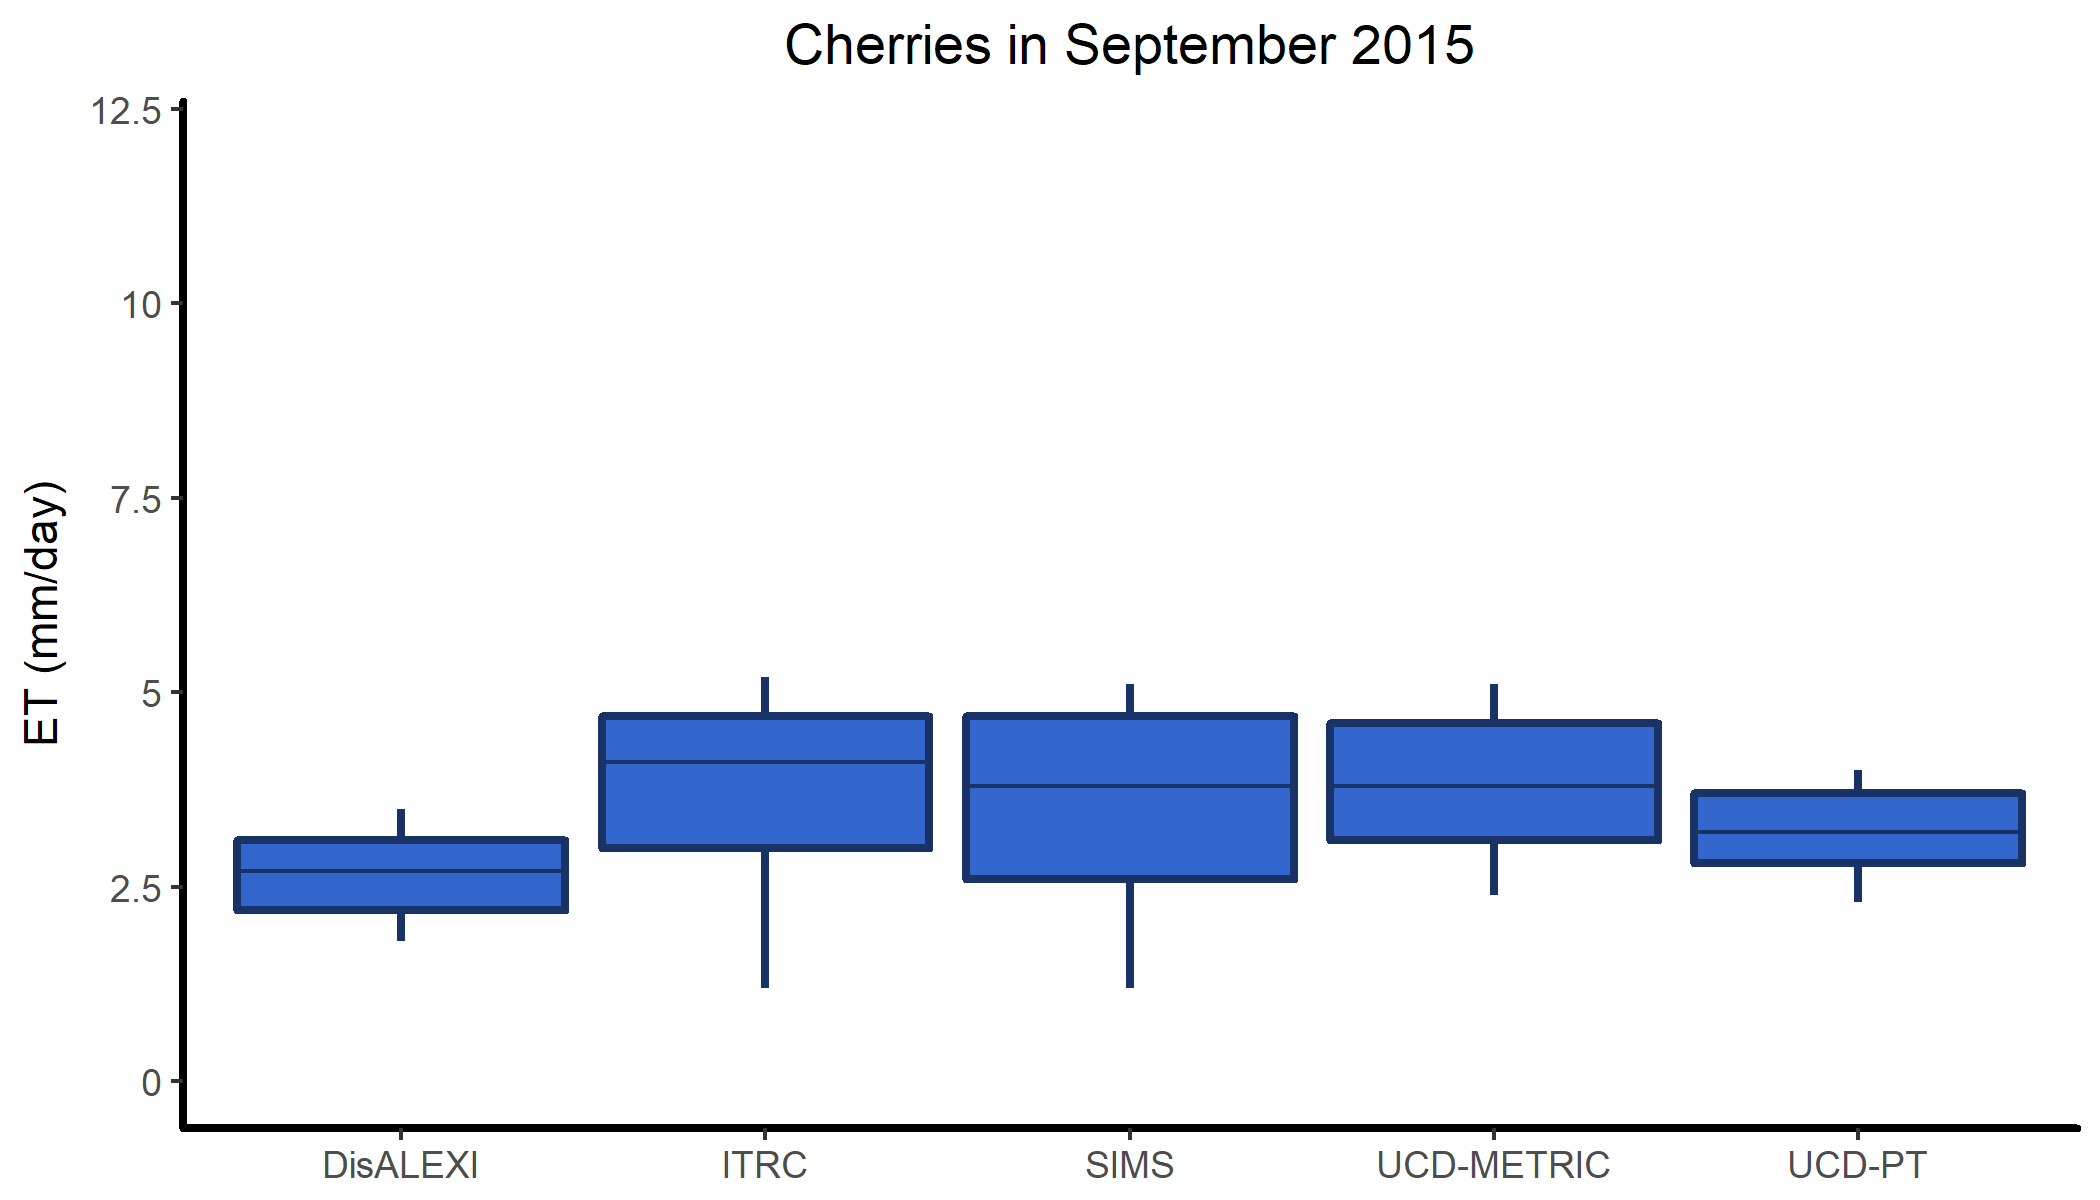 Cherries in September 2015
ET (mm/day)
12.5
10
7.5
5
2.5
0
DisALEXI
ITRC
SIMS
UCD-METRIC
UCD-PT